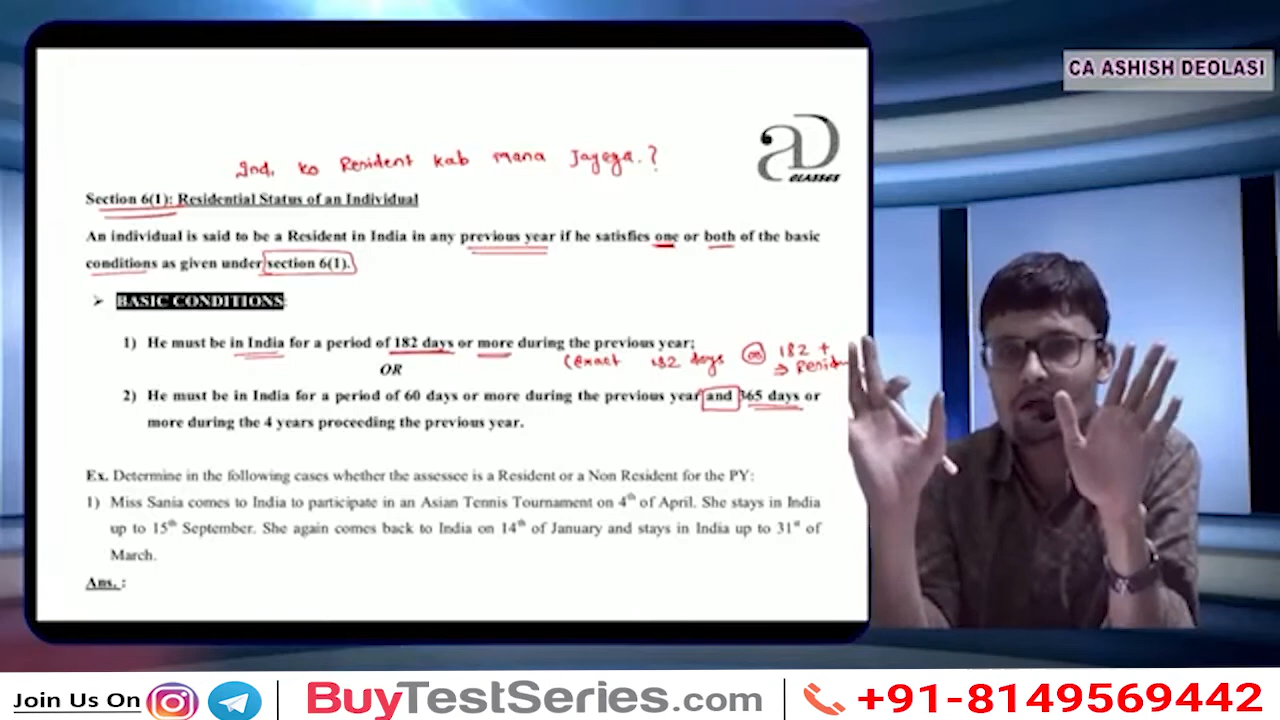 CA ASHISH DEOLASI
aD
CLASSES
Ind. ko Resident kab mana Jayega.?
Section 6(1): Residential Status of an Individual
An individual is said to be a Resident in India in any previous year if he satisfies one or both of the basic
conditions as given under section 6(1).
➢ BASIC CONDITIONS:
1) He must be in India for a period of 182 days or more during the previous year;
(Exact 182 days OR 182 +
OR
⇒ Resident
2) He must be in India for a period of 60 days or more during the previous year and 365 days or
more during the 4 years proceeding the previous year.
Ex. Determine in the following cases whether the assessee is a Resident or a Non Resident for the PY:
1) Miss Sania comes to India to participate in an Asian Tennis Tournament on 4th of April. She stays in India
up to 15th September. She again comes back to India on 14th of January and stays in India up to 31st of
March.
Ans. :
Join Us On
BuyTestSeries.com
+91-8149569442